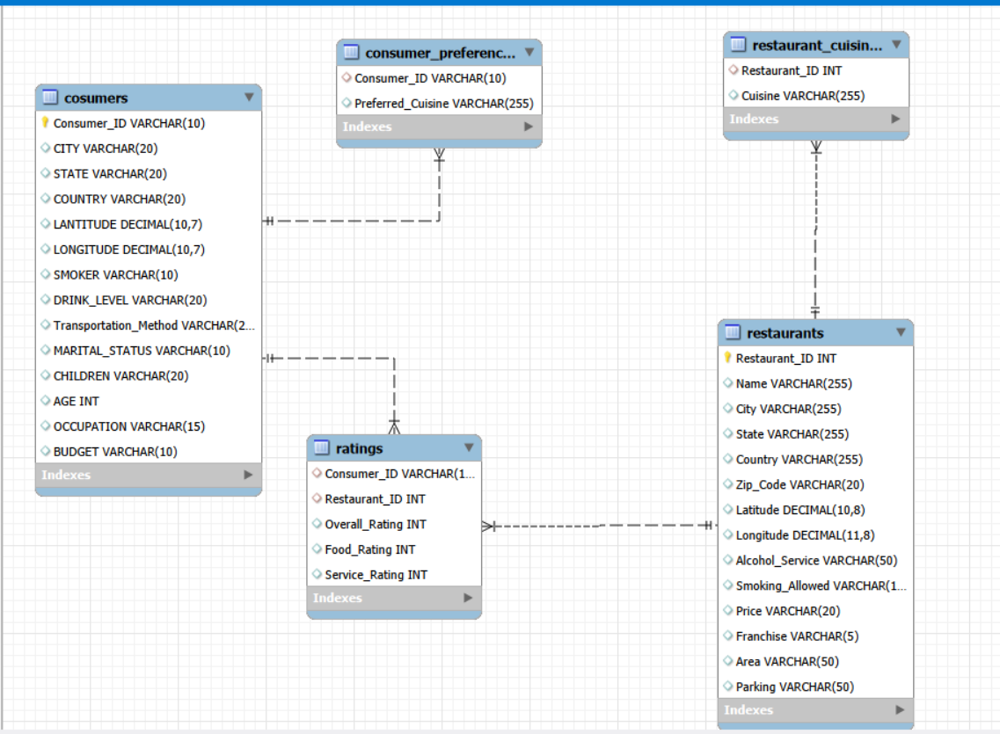 cosumers
Consumer_ID VARCHAR(10)
CITY VARCHAR(20)
STATE VARCHAR(20)
COUNTRY VARCHAR(20)
LANTITUDE DECIMAL(10,7)
LONGITUDE DECIMAL(10,7)
SMOKER VARCHAR(10)
DRINK_LEVEL VARCHAR(20)
Transportation_Method VARCHAR(2...
MARITAL_STATUS VARCHAR(10)
CHILDREN VARCHAR(20)
AGE INT
OCCUPATION VARCHAR(15)
BUDGET VARCHAR(10)
Indexes
consumer_preferenc...
Consumer_ID VARCHAR(10)
Preferred_Cuisine VARCHAR(255)
Indexes
ratings
Consumer_ID VARCHAR(1...
Restaurant_ID INT
Overall_Rating INT
Food_Rating INT
Service_Rating INT
Indexes
restaurant_cuisin...
Restaurant_ID INT
Cuisine VARCHAR(255)
Indexes
restaurants
Restaurant_ID INT
Name VARCHAR(255)
City VARCHAR(255)
State VARCHAR(255)
Country VARCHAR(255)
Zip_Code VARCHAR(20)
Latitude DECIMAL(10,8)
Longitude DECIMAL(11,8)
Alcohol_Service VARCHAR(50)
Smoking_Allowed VARCHAR(1...
Price VARCHAR(20)
Franchise VARCHAR(5)
Area VARCHAR(50)
Parking VARCHAR(50)
Indexes